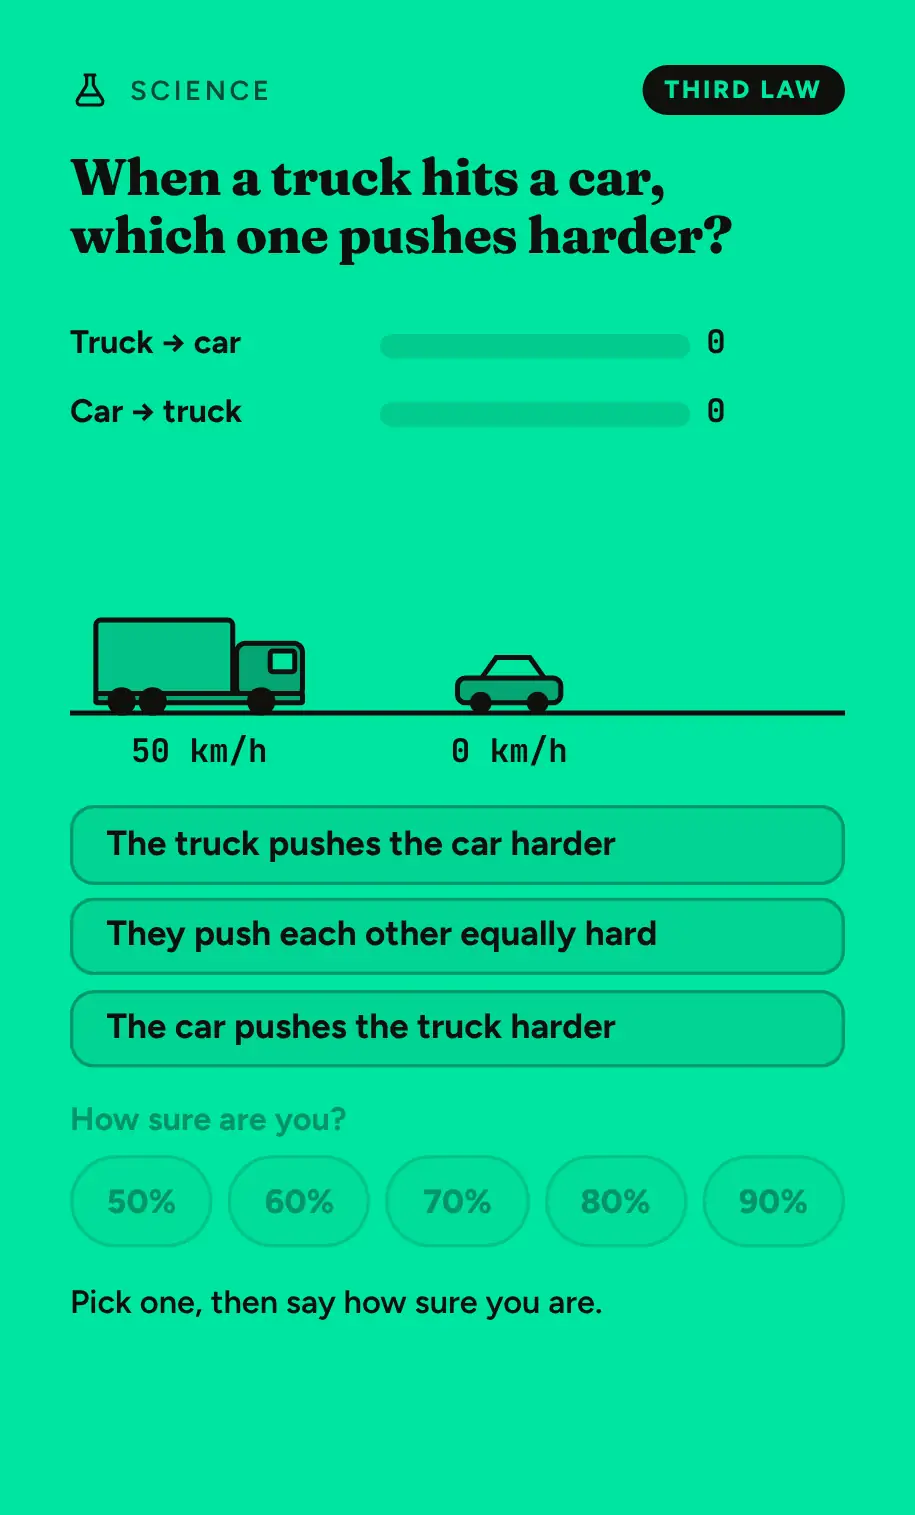 SCIENCE
THIRD LAW
When a truck hits a car,
which one pushes harder?
Truck → car
0
Car → truck
0
50 km/h
0 km/h
The truck pushes the car harder
They push each other equally hard
The car pushes the truck harder
How sure are you?
50%
60%
70%
80%
90%
Pick one, then say how sure you are.